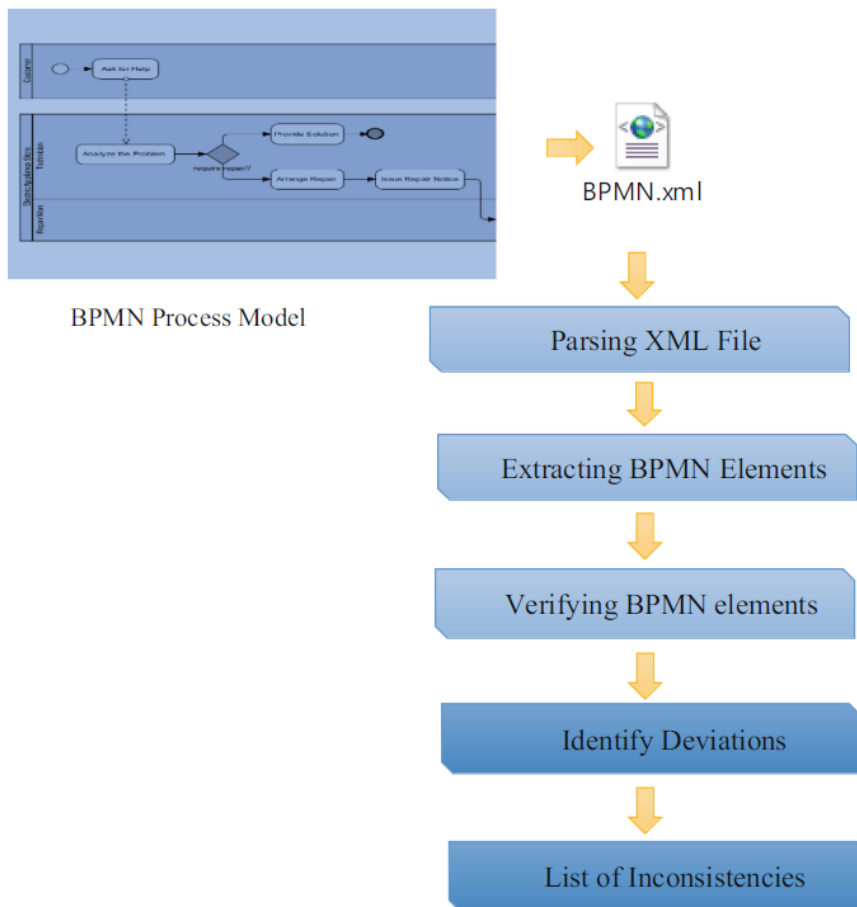 Customer
Ask for Help
Technician
Analyze the Problem
require repair?
Provide Solution
Arrange Repair
Issue Repair Notice
BPMN.xml
BPMN Process Model
Parsing XML File
Extracting BPMN Elements
Verifying BPMN elements
Identify Deviations
List of Inconsistencies